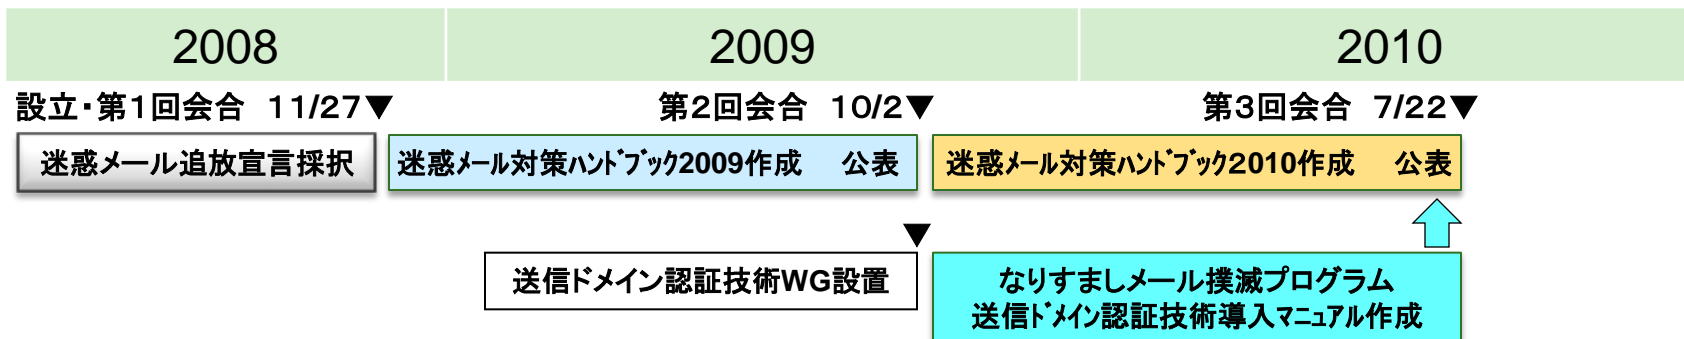 2008 2009 2010
設立・第１回会合 １１/２７▼ 第２回会合 １０/２▼ 第３回会合 ７/２２▼
迷惑メール追放宣言採択 迷惑ﾒｰﾙ対策ﾊﾝﾄﾞﾌﾞｯｸ2009作成 公表 迷惑ﾒｰﾙ対策ﾊﾝﾄﾞﾌﾞｯｸ２０１０作成 公表
▼
送信ドメイン認証技術WG設置 なりすましメール撲滅プログラム
送信ﾄﾞﾒｲﾝ認証技術導入ﾏﾆｭｱﾙ作成